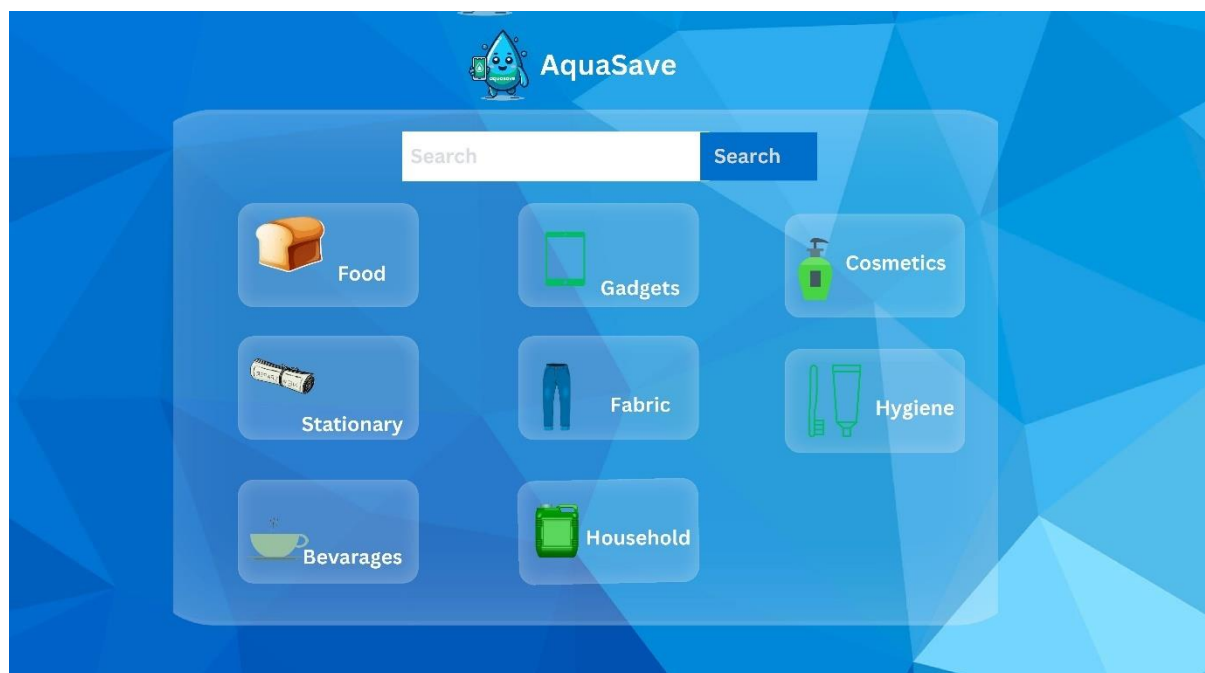 AquaSave
Search Search
Food Gadgets Cosmetics
Stationary Fabric Hygiene
Bevarages Household